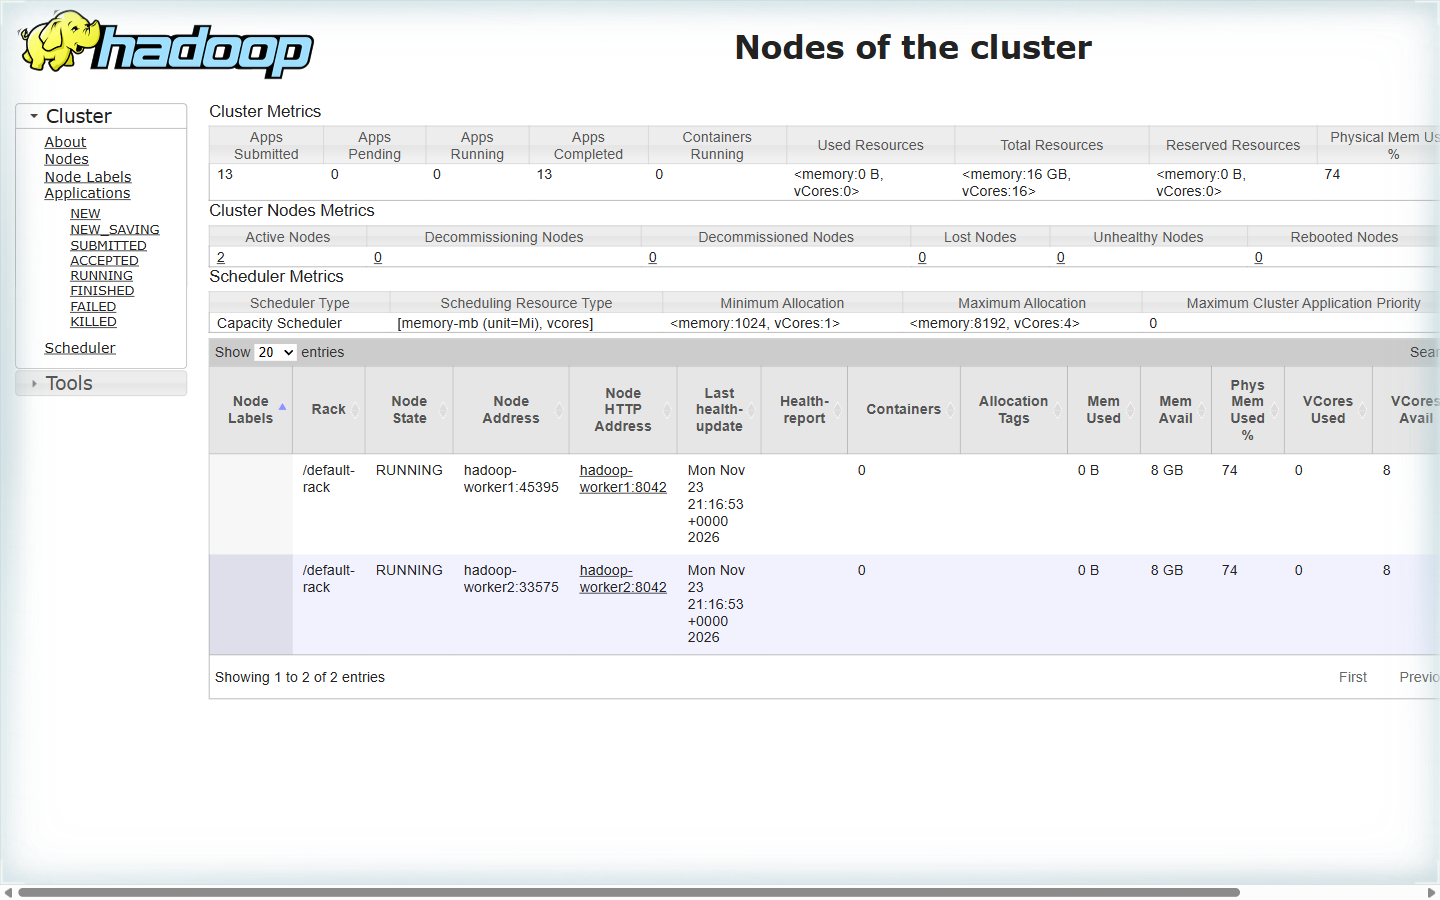 hadoop
Nodes of the cluster
Cluster
About
Nodes
Node Labels
Applications
NEW
NEW_SAVING
SUBMITTED
ACCEPTED
RUNNING
FINISHED
FAILED
KILLED
Scheduler
Tools
Cluster Metrics
Apps Submitted Apps Pending Apps Running Apps Completed Containers Running Used Resources Total Resources Reserved Resources Physical Mem Us %
13 0 0 13 0 <memory:0 B, vCores:0> <memory:16 GB, vCores:16> <memory:0 B, vCores:0> 74
Cluster Nodes Metrics
Active Nodes Decommissioning Nodes Decommissioned Nodes Lost Nodes Unhealthy Nodes Rebooted Nodes
2 0 0 0 0 0
Scheduler Metrics
Scheduler Type Scheduling Resource Type Minimum Allocation Maximum Allocation Maximum Cluster Application Priority
Capacity Scheduler [memory-mb (unit=Mi), vcores] <memory:1024, vCores:1> <memory:8192, vCores:4> 0
Show 20 entries Sear
Node Labels Rack Node State Node Address Node HTTP Address Last health-update Health-report Containers Allocation Tags Mem Used Mem Avail Phys Mem Used % VCores Used VCores Avail
/default-rack RUNNING hadoop-worker1:45395 hadoop-worker1:8042 Mon Nov 23 21:16:53 +0000 2026 0 0 B 8 GB 74 0 8
/default-rack RUNNING hadoop-worker2:33575 hadoop-worker2:8042 Mon Nov 23 21:16:53 +0000 2026 0 0 B 8 GB 74 0 8
Showing 1 to 2 of 2 entries First Previo